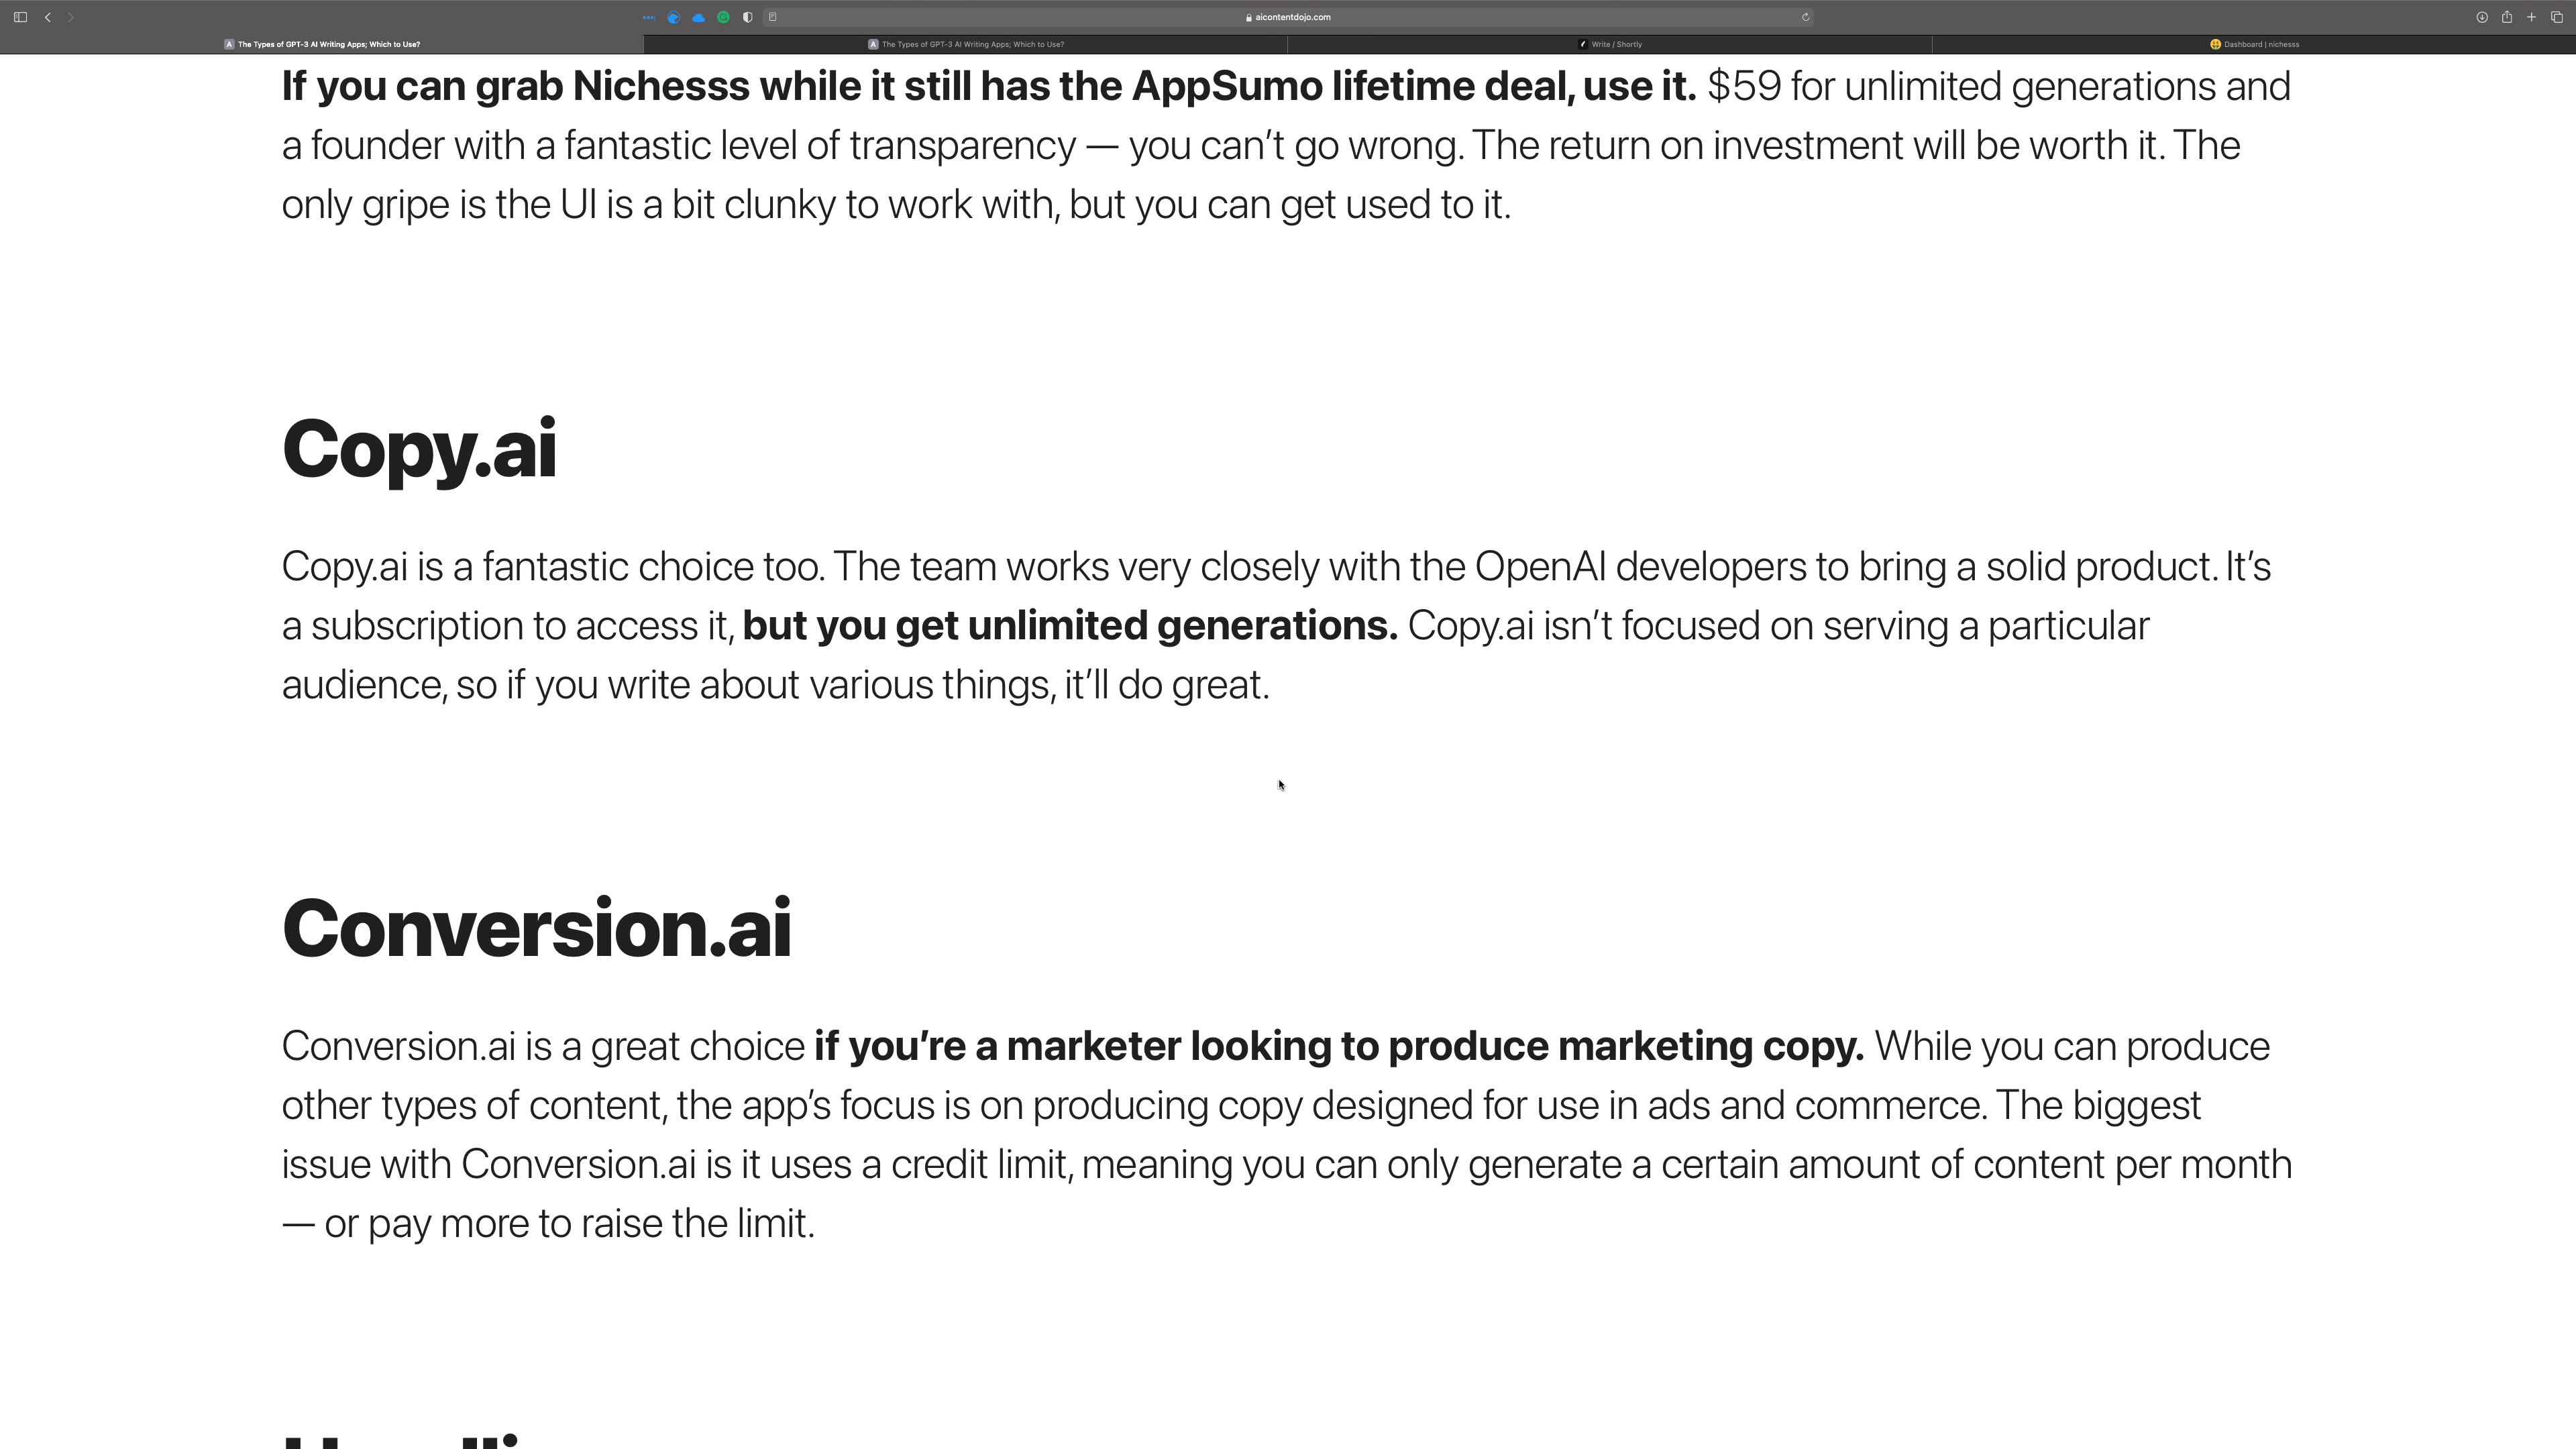 aicontentdojo.com
The Types of GPT-3 AI Writing Apps; Which to Use?
The Types of GPT-3 AI Writing Apps; Which to Use?
Write / Shortly
Dashboard | nichesss
If you can grab Nichesss while it still has the AppSumo lifetime deal, use it. $59 for unlimited generations and
a founder with a fantastic level of transparency — you can’t go wrong. The return on investment will be worth it. The
only gripe is the UI is a bit clunky to work with, but you can get used to it.
Copy.ai
Copy.ai is a fantastic choice too. The team works very closely with the OpenAI developers to bring a solid product. It’s
a subscription to access it, but you get unlimited generations. Copy.ai isn’t focused on serving a particular
audience, so if you write about various things, it’ll do great.
Conversion.ai
Conversion.ai is a great choice if you’re a marketer looking to produce marketing copy. While you can produce
other types of content, the app’s focus is on producing copy designed for use in ads and commerce. The biggest
issue with Conversion.ai is it uses a credit limit, meaning you can only generate a certain amount of content per month
— or pay more to raise the limit.